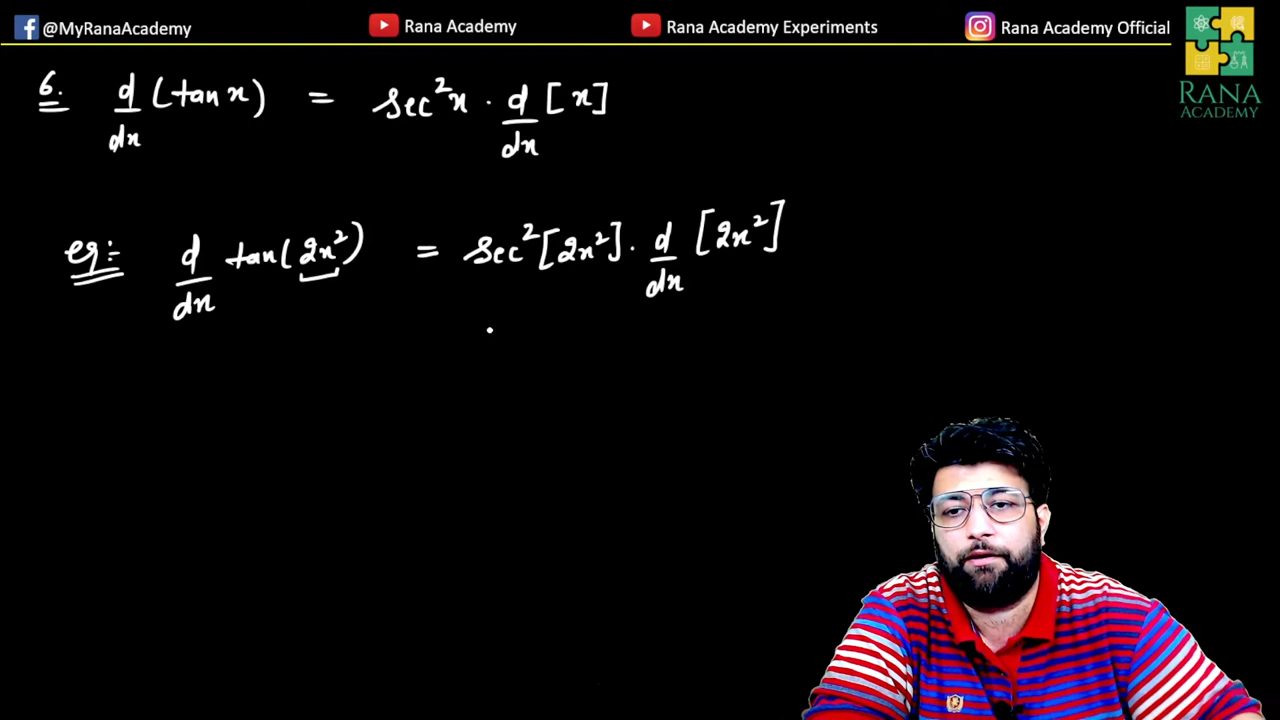 @MyRanaAcademy Rana Academy Rana Academy Experiments Rana Academy Official
RANA
ACADEMY
6. d/dx (tan x) = sec²x · d/dx [x]
eg:- d/dx tan(2x²) = sec²[2x²] · d/dx [2x²]